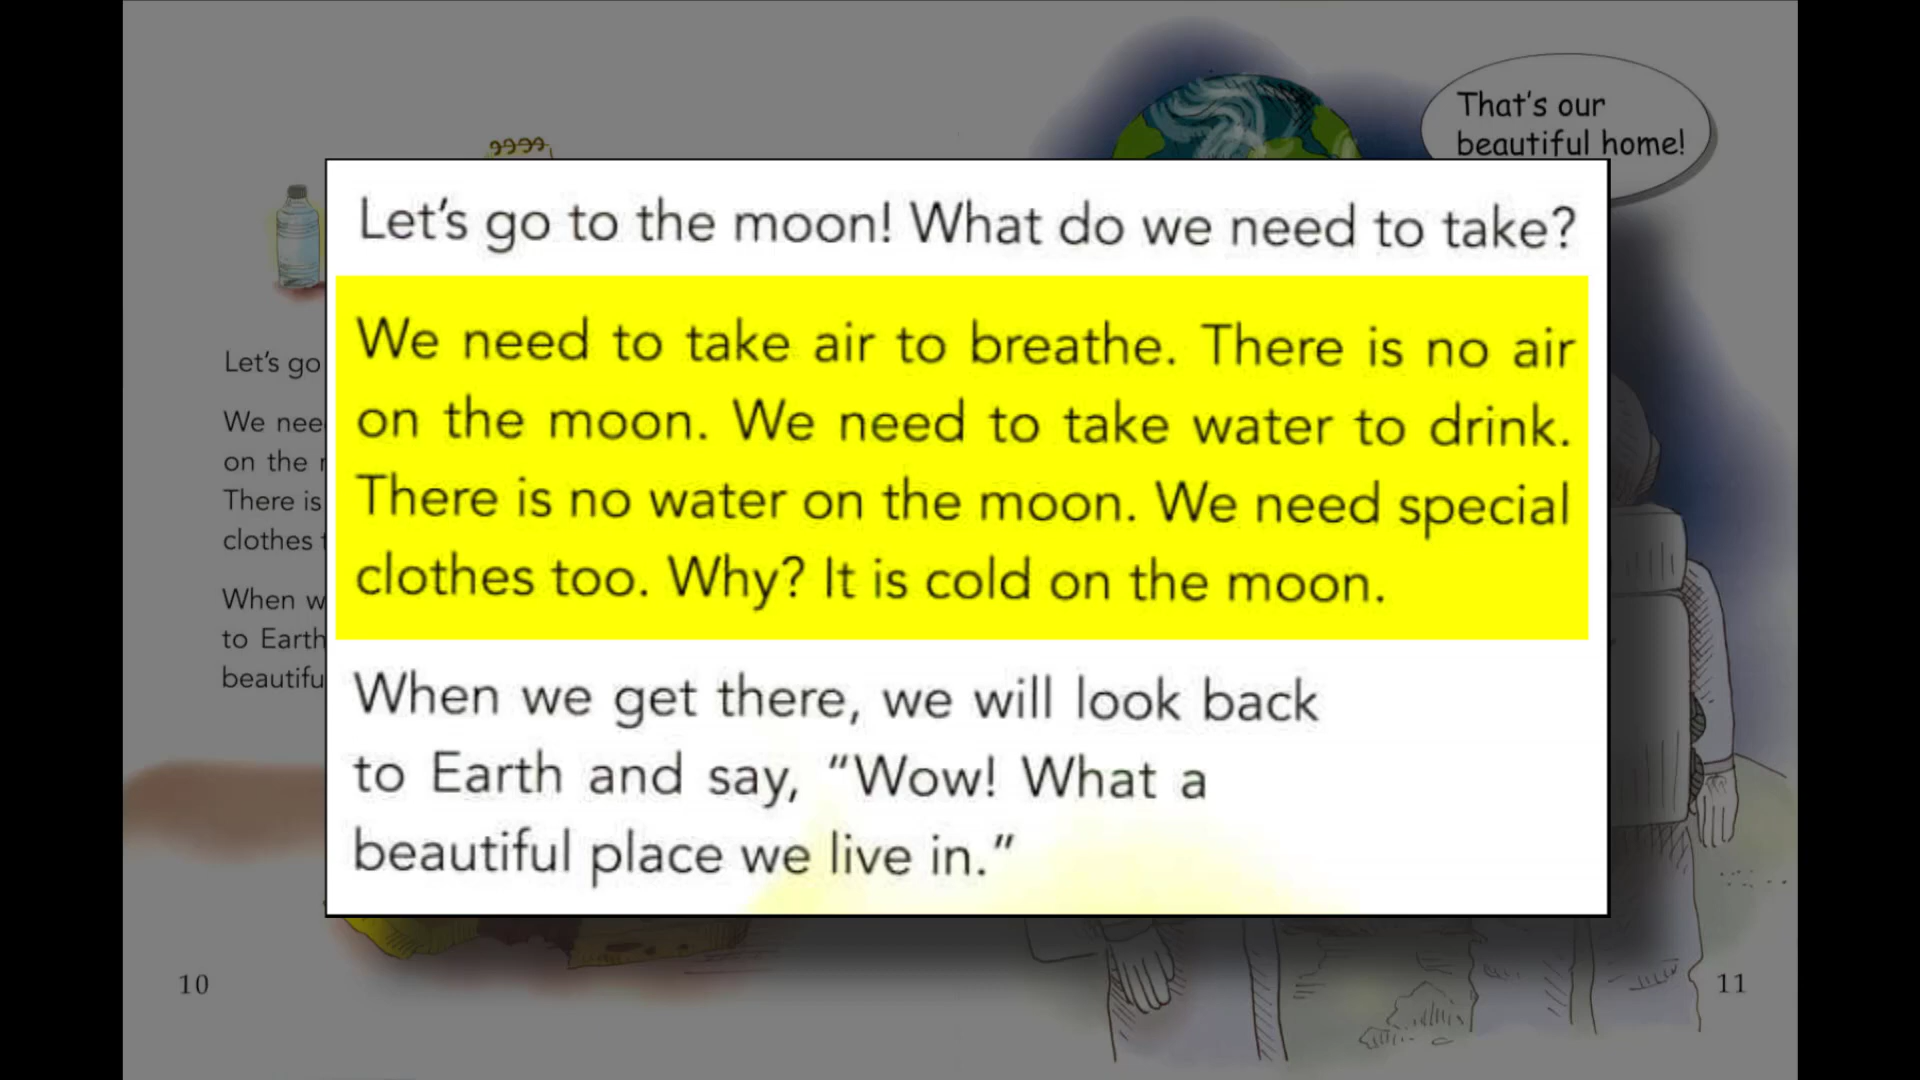 That's our
beautiful home!
Let's go to the moon! What do we need to take?
We need to take air to breathe. There is no air
on the moon. We need to take water to drink.
There is no water on the moon. We need special
clothes too. Why? It is cold on the moon.
When we get there, we will look back
to Earth and say, “Wow! What a
beautiful place we live in.”
Let's go
We nee
on the
There is
clothes
When w
to Earth
beautifu
10
11